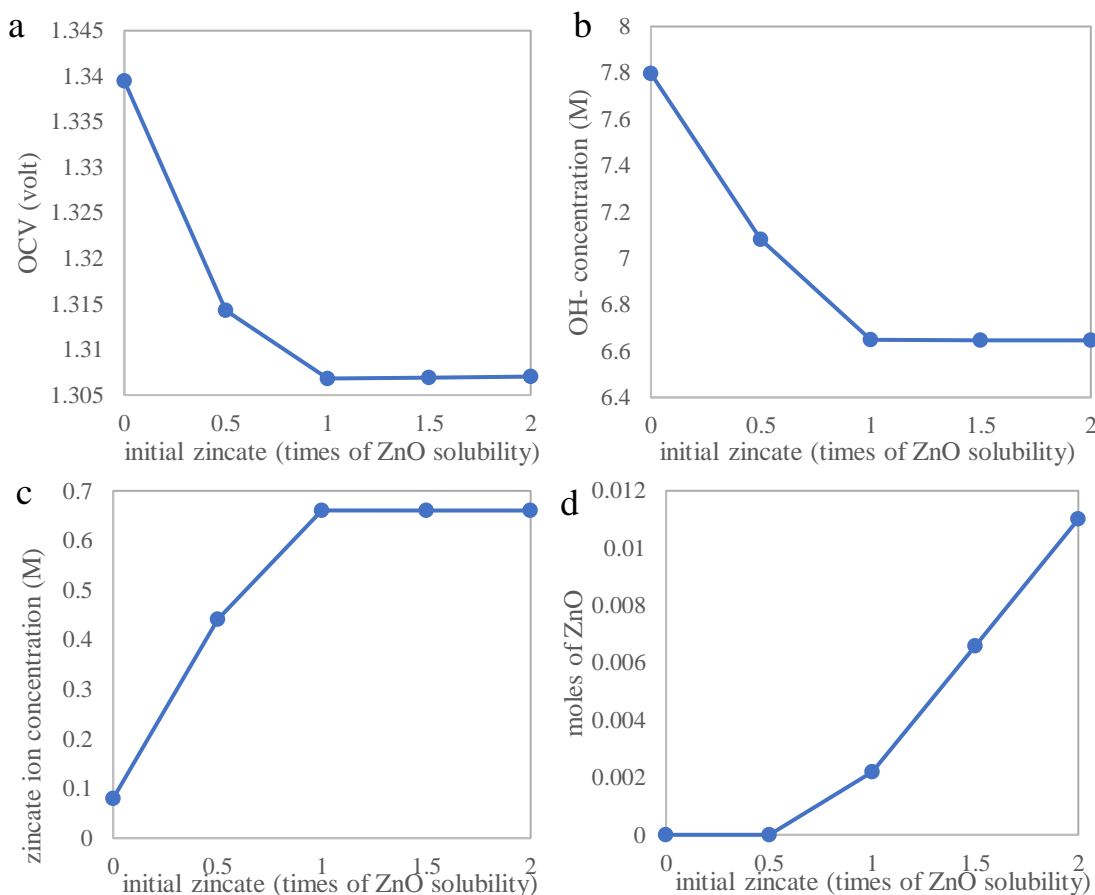 a
1.345
1.34
1.335
1.33
1.325
1.32
1.315
1.31
1.305
OCV (volt)
0 0.5 1 1.5 2
initial zincate (times of ZnO solubility)
b
8
7.8
7.6
7.4
7.2
7
6.8
6.6
6.4
OH- concentration (M)
0 0.5 1 1.5 2
initial zincate (times of ZnO solubility)
c
0.7
0.6
0.5
0.4
0.3
0.2
0.1
0
zincate ion concentration (M)
0 0.5 1 1.5 2
initial zincate (times of ZnO solubility)
d
0.012
0.01
0.008
0.006
0.004
0.002
0
moles of ZnO
0 0.5 1 1.5 2
initial zincate (times of ZnO solubility)